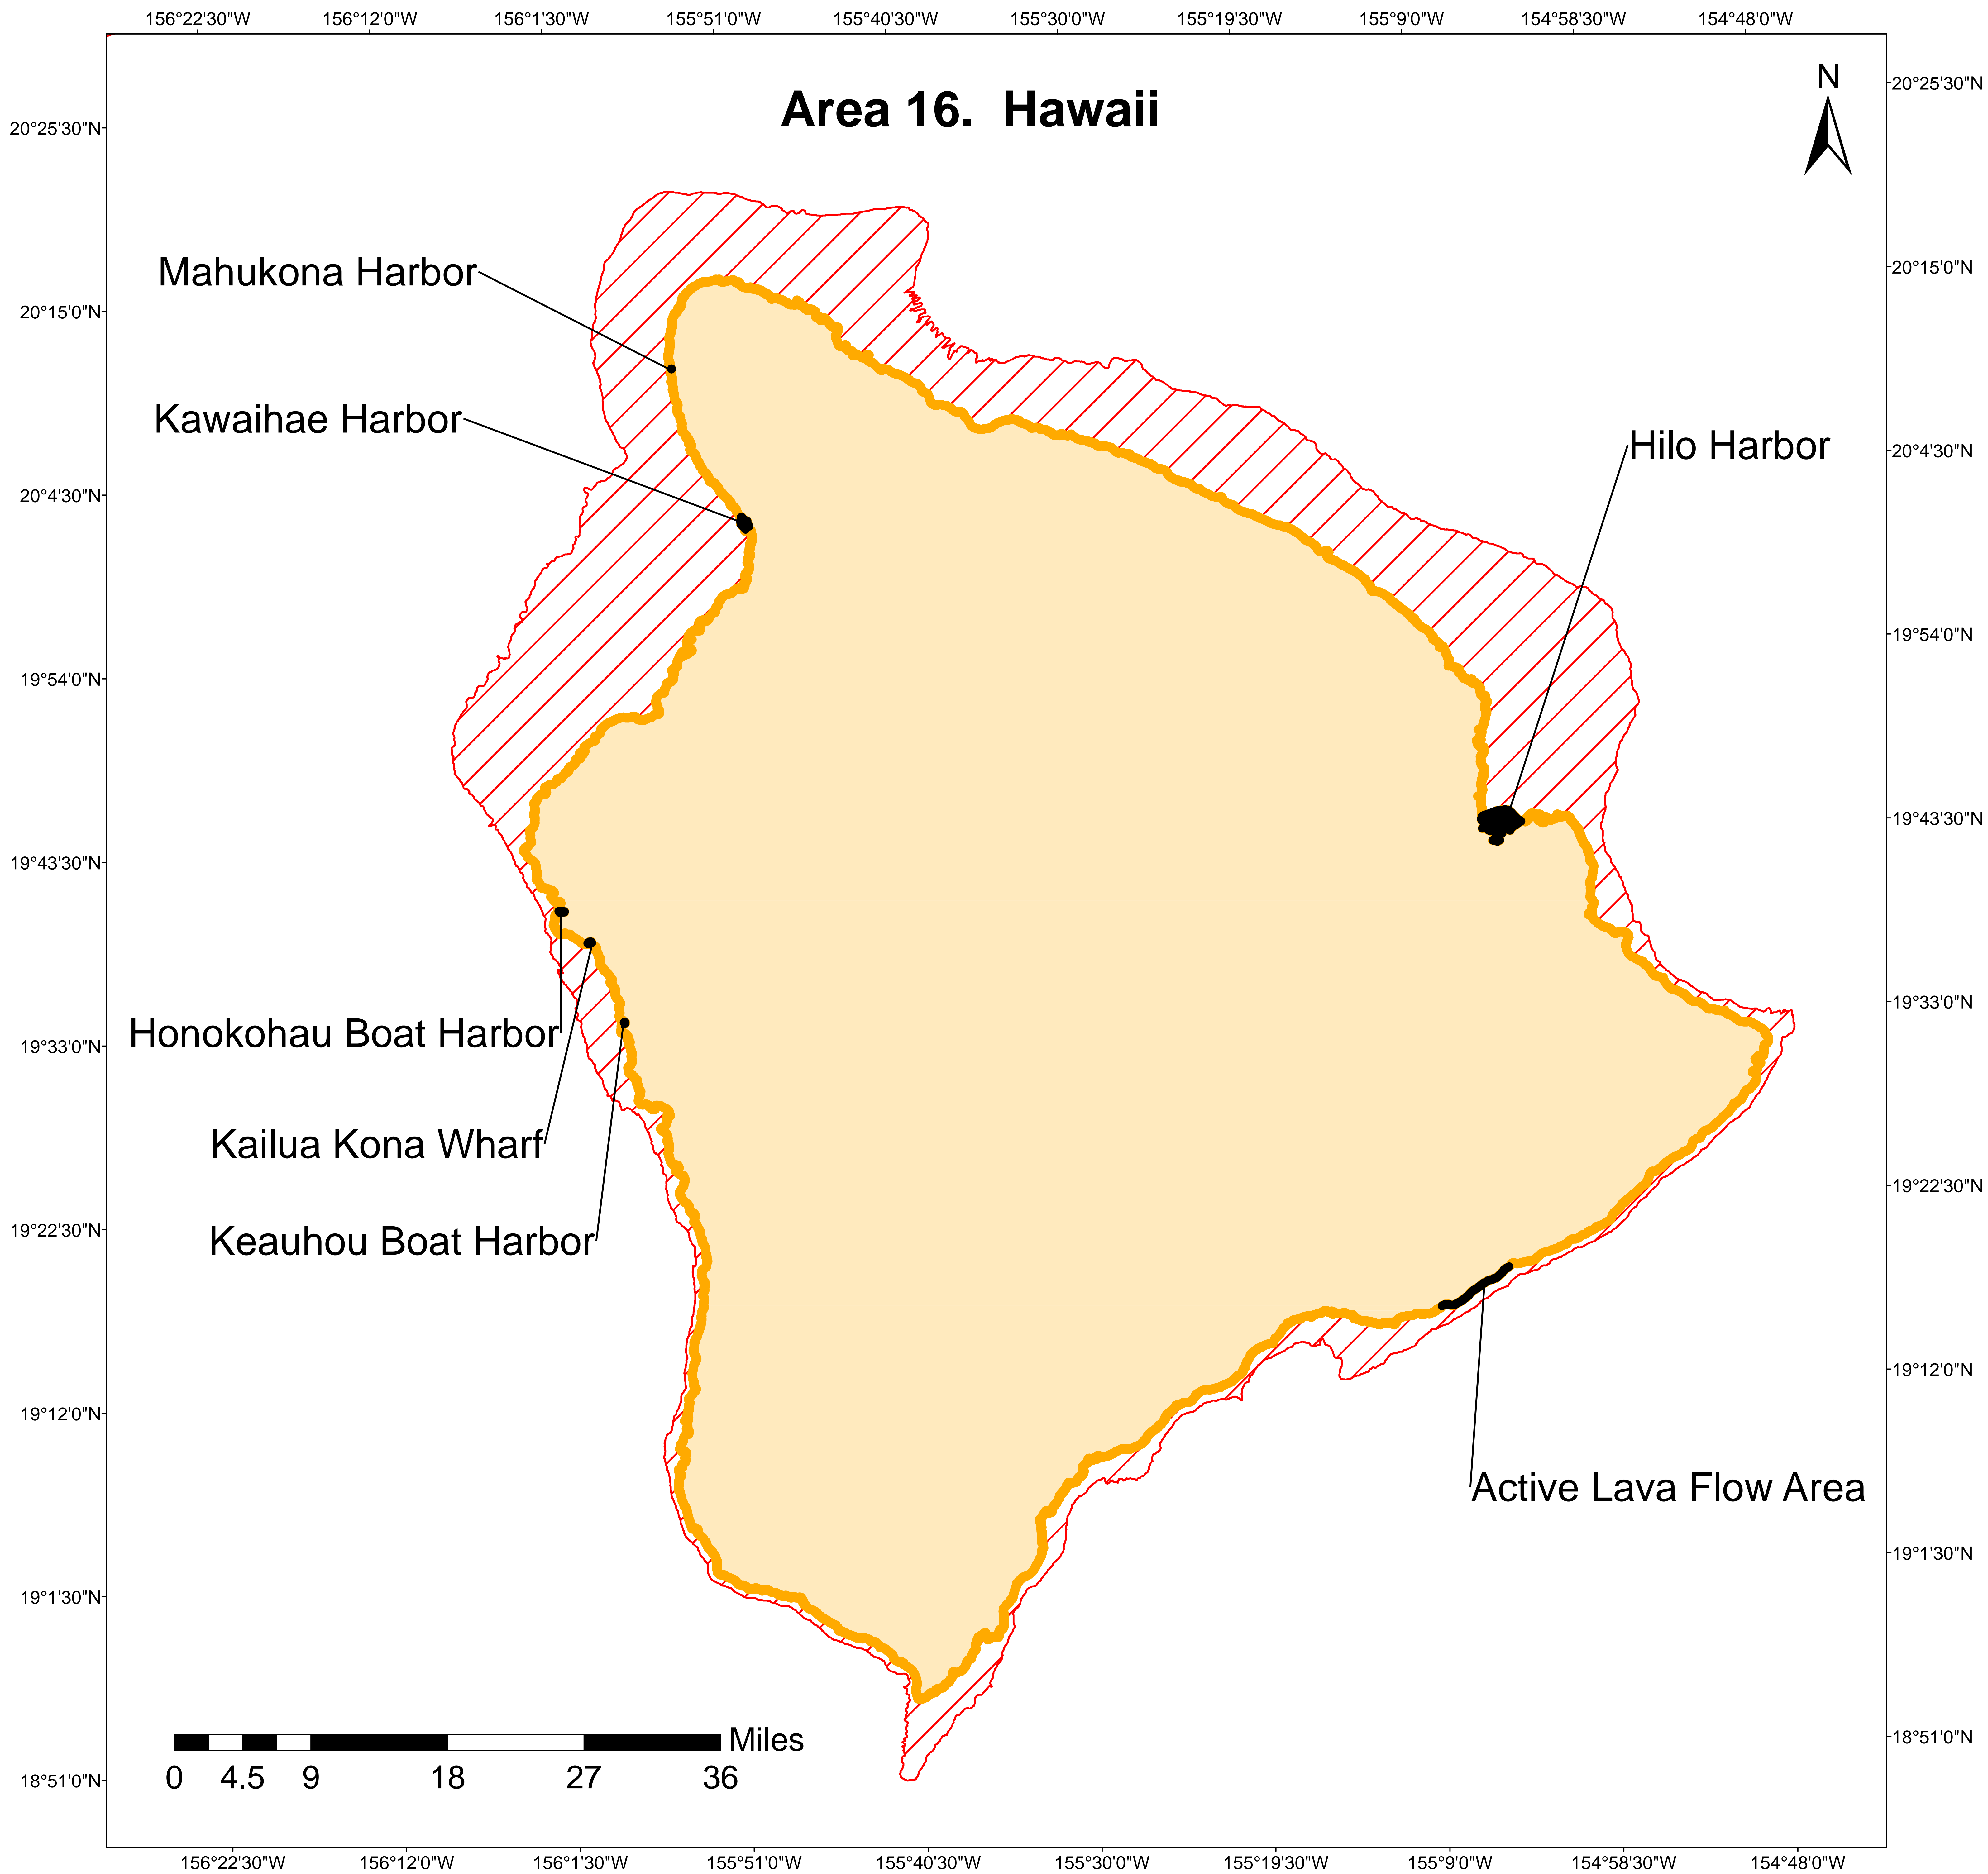 156°22'30"W 156°12'0"W 156°1'30"W 155°51'0"W 155°40'30"W 155°30'0"W 155°19'30"W 155°9'0"W 154°58'30"W 154°48'0"W
Area 16. Hawaii
N
20°25'30"N
20°15'0"N
20°4'30"N
19°54'0"N
19°43'30"N
19°33'0"N
19°22'30"N
19°12'0"N
19°1'30"N
18°51'0"N
Mahukona Harbor
Kawaihae Harbor
Honokohau Boat Harbor
Kailua Kona Wharf
Keauhou Boat Harbor
Hilo Harbor
Active Lava Flow Area
20°25'30"N
20°15'0"N
20°4'30"N
19°54'0"N
19°43'30"N
19°33'0"N
19°22'30"N
19°12'0"N
19°1'30"N
18°51'0"N
Miles
0 4.5 9 18 27 36
156°22'30"W 156°12'0"W 156°1'30"W 155°51'0"W 155°40'30"W 155°30'0"W 155°19'30"W 155°9'0"W 154°58'30"W 154°48'0"W